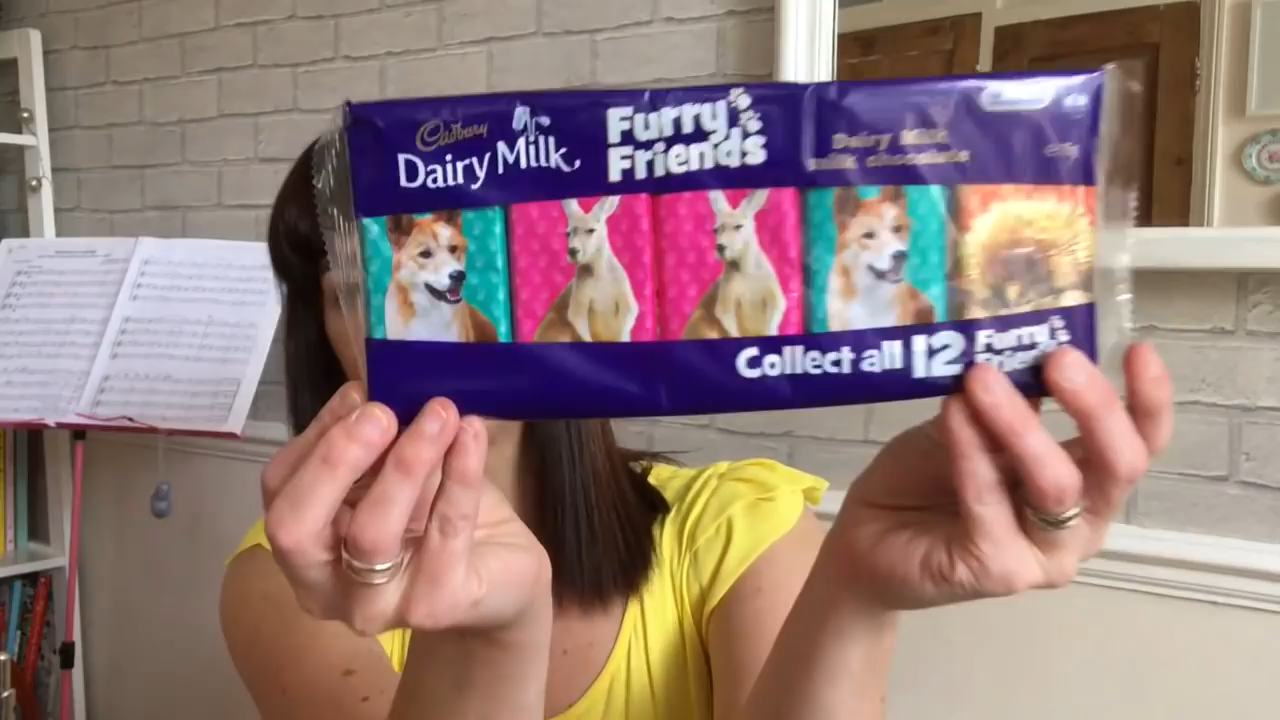 Cadbury
Dairy Milk
Furry
Friends
Dairy Milk
milk chocolate
Collect all 12 Furry
Friends